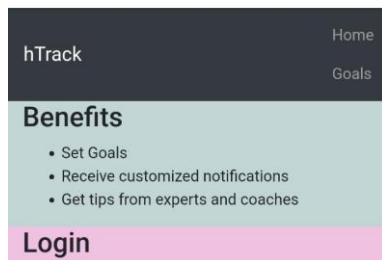 Home
hTrack
Goals
Benefits
• Set Goals
• Receive customized notifications
• Get tips from experts and coaches
Login